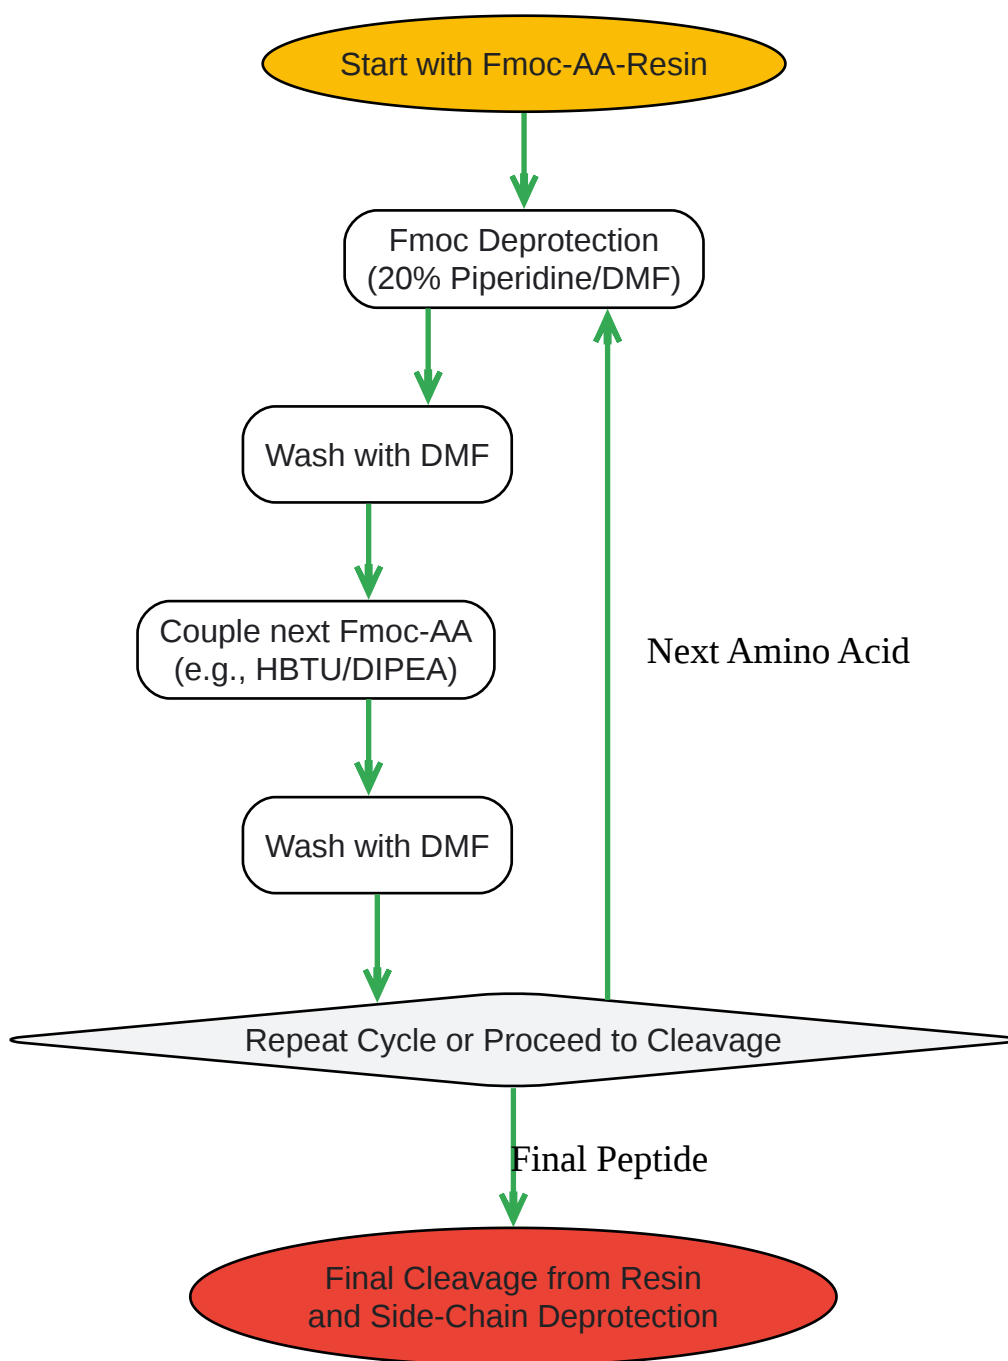 Start with Fmoc-AA-Resin
Fmoc Deprotection
(20% Piperidine/DMF)
Wash with DMF
Couple next Fmoc-AA
(e.g., HBTU/DIPEA)
Next Amino Acid
Wash with DMF
Repeat Cycle or Proceed to Cleavage
Final Peptide
Final Cleavage from Resin
and Side-Chain Deprotection